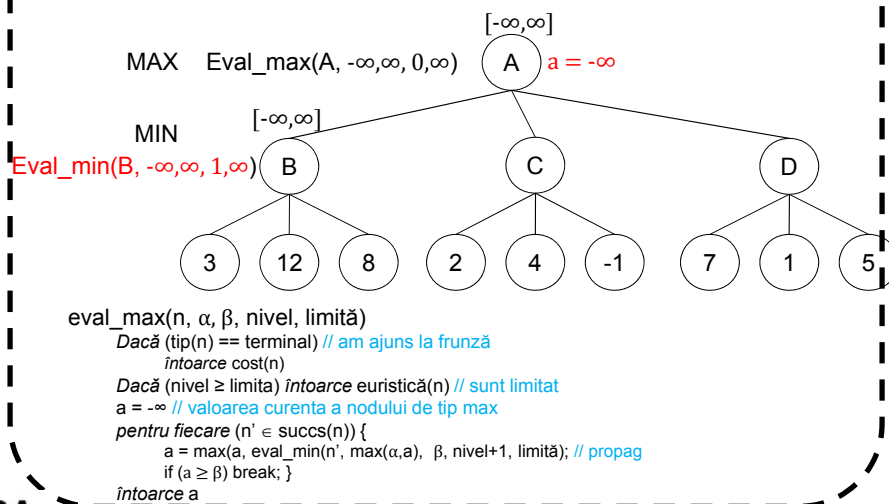 [-∞,∞]
MAX Eval_max(A, -∞,∞, 0,∞) A a = -∞
MIN [-∞,∞]
Eval_min(B, -∞,∞, 1,∞) B C D
3 12 8 2 4 -1 7 1 5
eval_max(n, α, β, nivel, limită)
Dacă (tip(n) == terminal) // am ajuns la frunză
întoarce cost(n)
Dacă (nivel ≥ limita) întoarce euristică(n) // sunt limitat
a = -∞ // valoarea curenta a nodului de tip max
pentru fiecare (n' ∈ succs(n)) {
a = max(a, eval_min(n', max(α,a), β, nivel+1, limită); // propag
if (a ≥ β) break; }
întoarce a